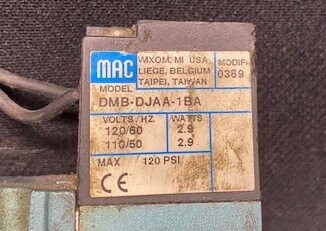 MAC
WIXOM, MI USA
LIEGE, BELGIUM
TAIPEI, TAIWAN
MODIF.
0389
MODEL
DMB-DJAA-1BA
VOLTS/HZ. WATTS
120/60 2.9
110/50 2.9
MAX 120 PSI
CE